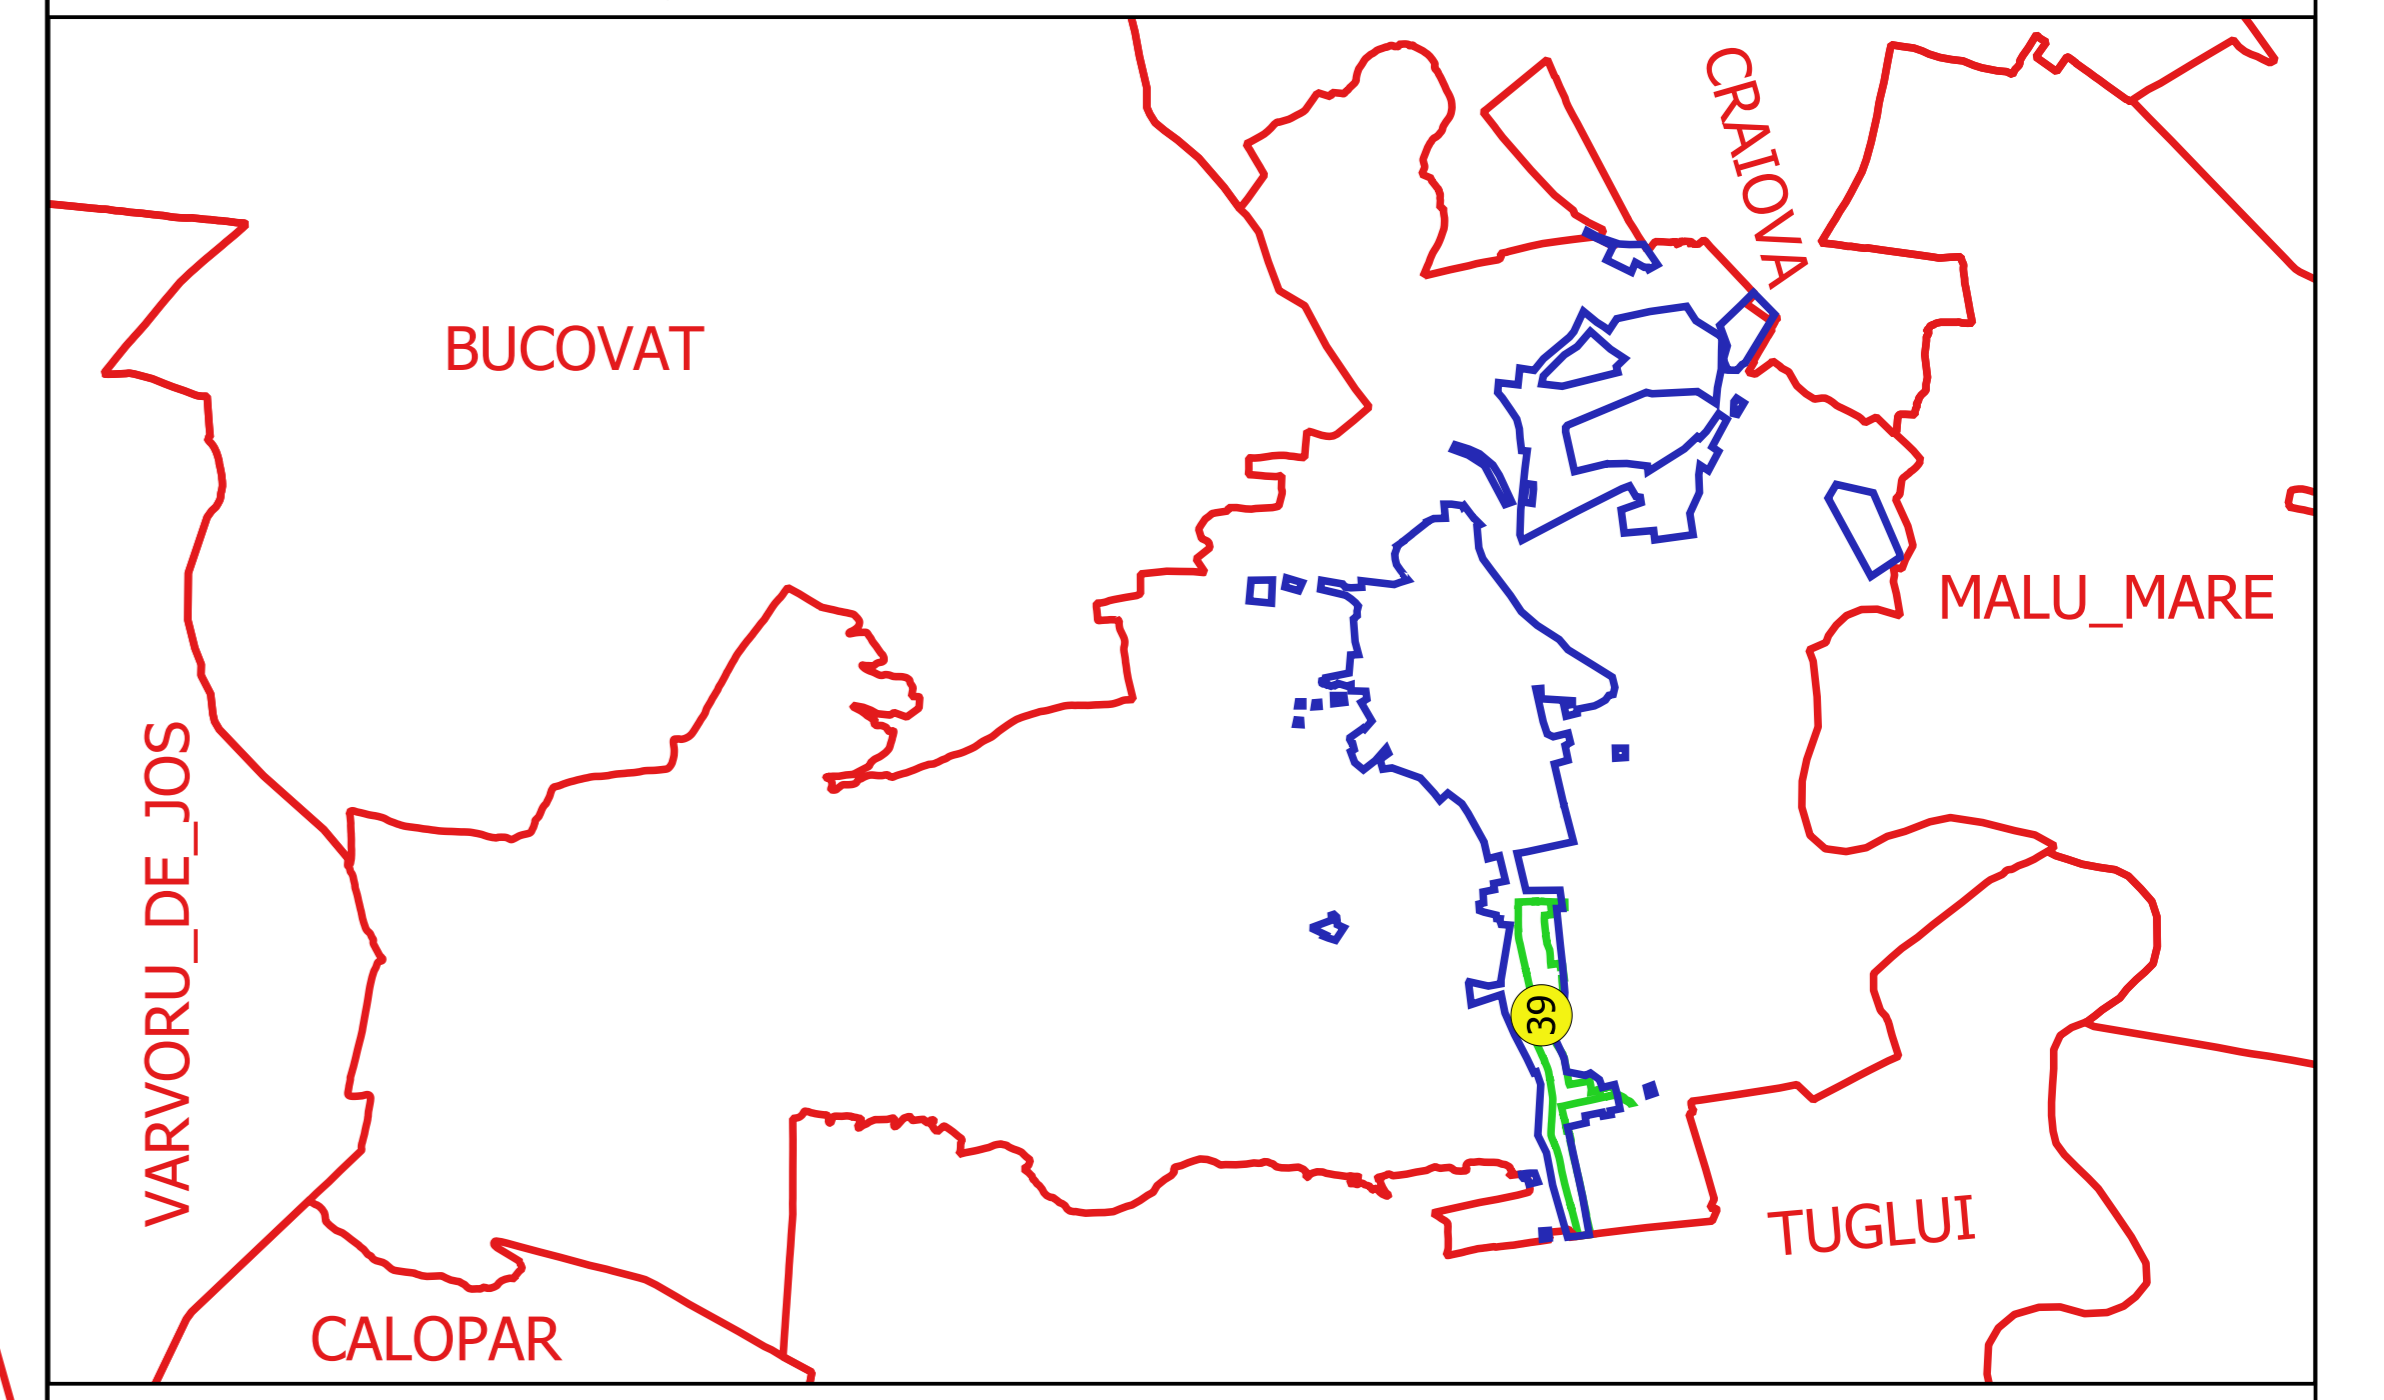 CRAIOVA
BUCOVAT
MALU_MARE
VARVORU_DE_JOS
39
TUGLUI
CALOPAR